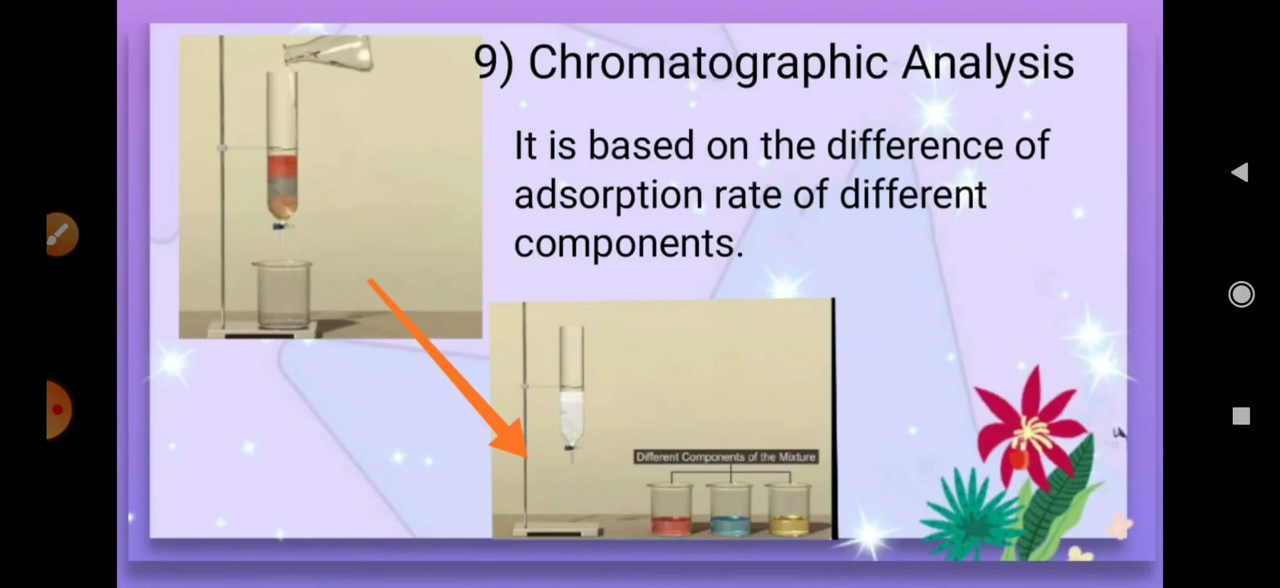 9) Chromatographic Analysis
It is based on the difference of
adsorption rate of different
components.
Different Components of the Mixture